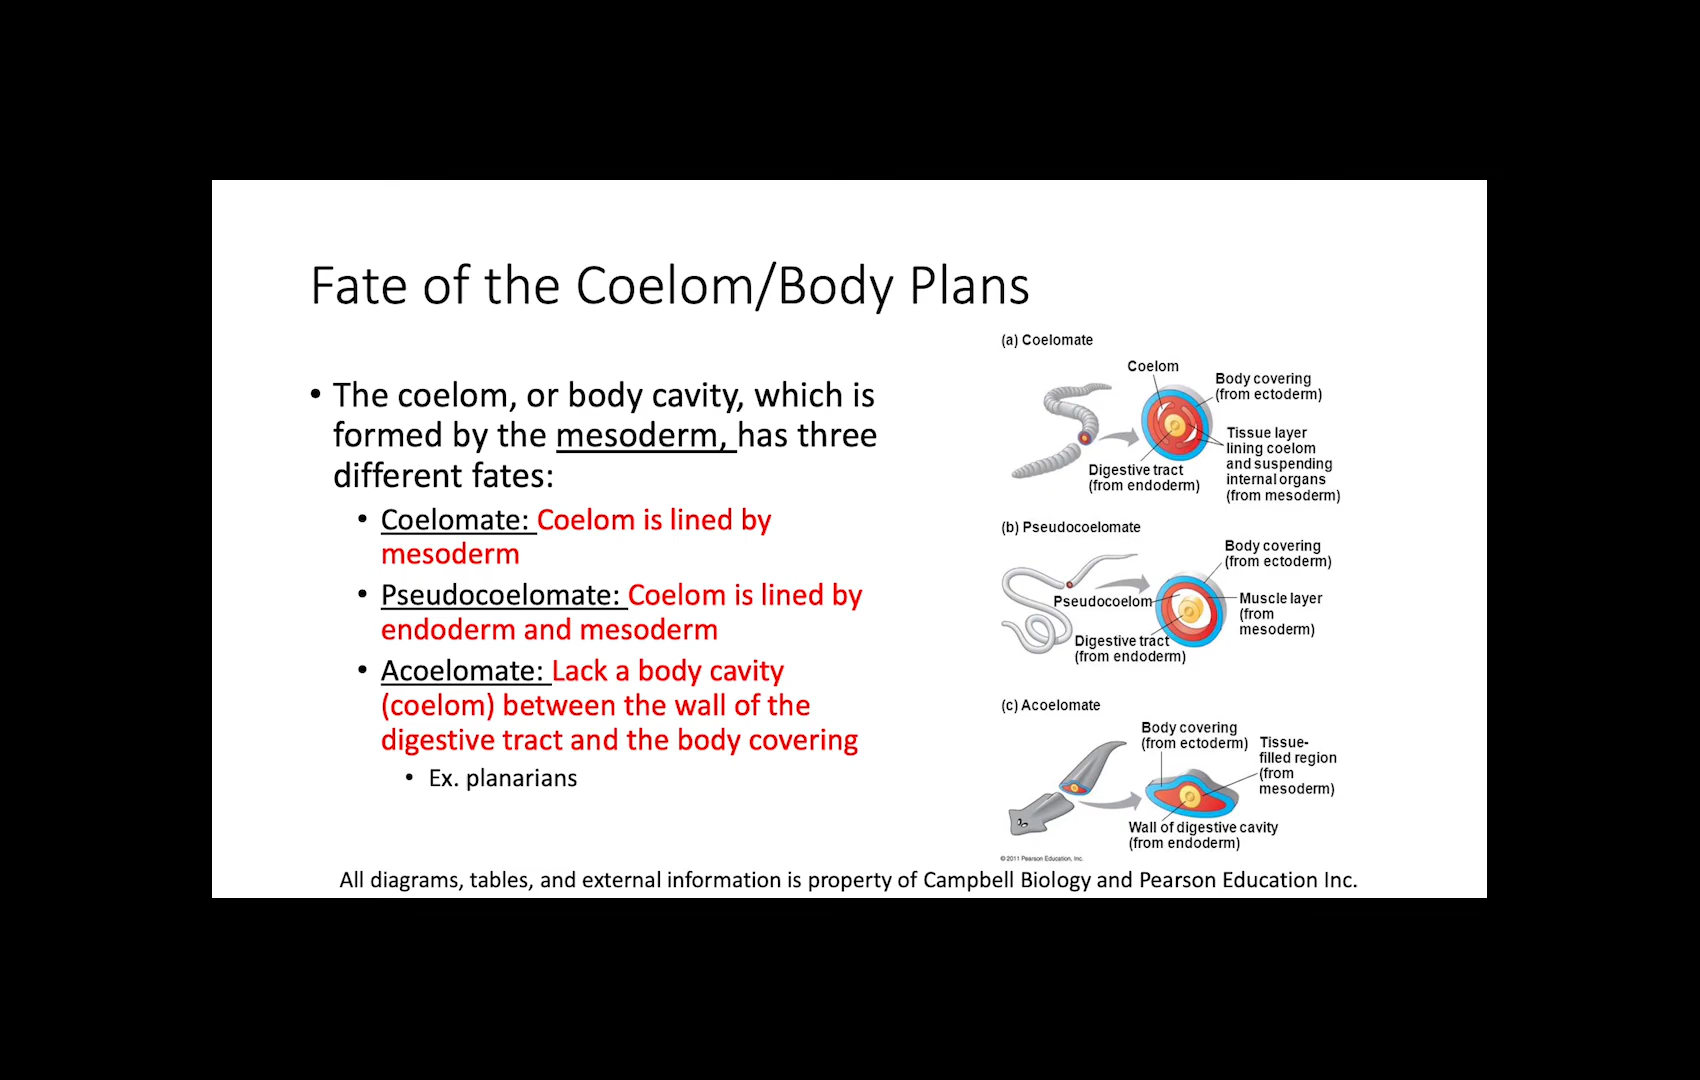 Fate of the Coelom/Body Plans
• The coelom, or body cavity, which is
formed by the mesoderm, has three
different fates:
• Coelomate: Coelom is lined by
mesoderm
• Pseudocoelomate: Coelom is lined by
endoderm and mesoderm
• Acoelomate: Lack a body cavity
(coelom) between the wall of the
digestive tract and the body covering
• Ex. planarians
(a) Coelomate
Coelom
Body covering
(from ectoderm)
Tissue layer
lining coelom
and suspending
internal organs
(from mesoderm)
Digestive tract
(from endoderm)
(b) Pseudocoelomate
Body covering
(from ectoderm)
Pseudocoelom
Muscle layer
(from
mesoderm)
Digestive tract
(from endoderm)
(c) Acoelomate
Body covering
(from ectoderm)
Tissue-
filled region
(from
mesoderm)
Wall of digestive cavity
(from endoderm)
© 2011 Pearson Education, Inc.
All diagrams, tables, and external information is property of Campbell Biology and Pearson Education Inc.